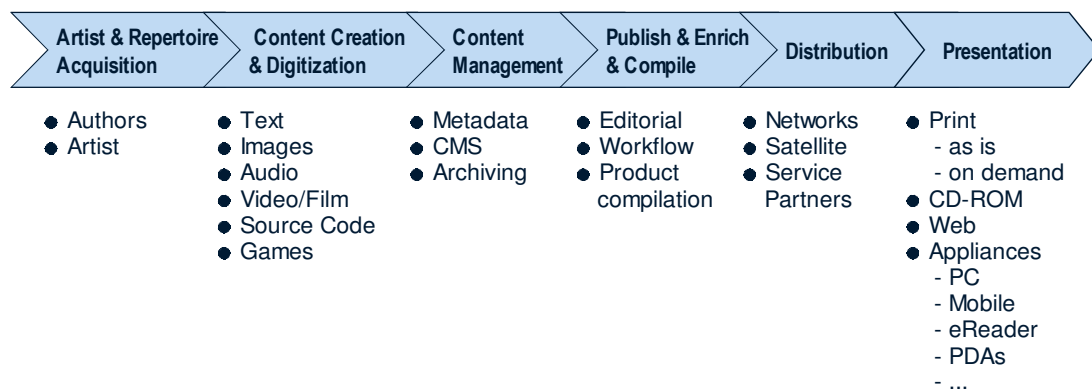 Artist & Repertoire
Acquisition
Content Creation
& Digitization
Content
Management
Publish & Enrich
& Compile
Distribution
Presentation
● Authors
● Artist
● Text
● Images
● Audio
● Video/Film
● Source Code
● Games
● Metadata
● CMS
● Archiving
● Editorial
● Workflow
● Product
compilation
● Networks
● Satellite
● Service
Partners
● Print
- as is
- on demand
● CD-ROM
● Web
● Appliances
- PC
- Mobile
- eReader
- PDAs
- ...